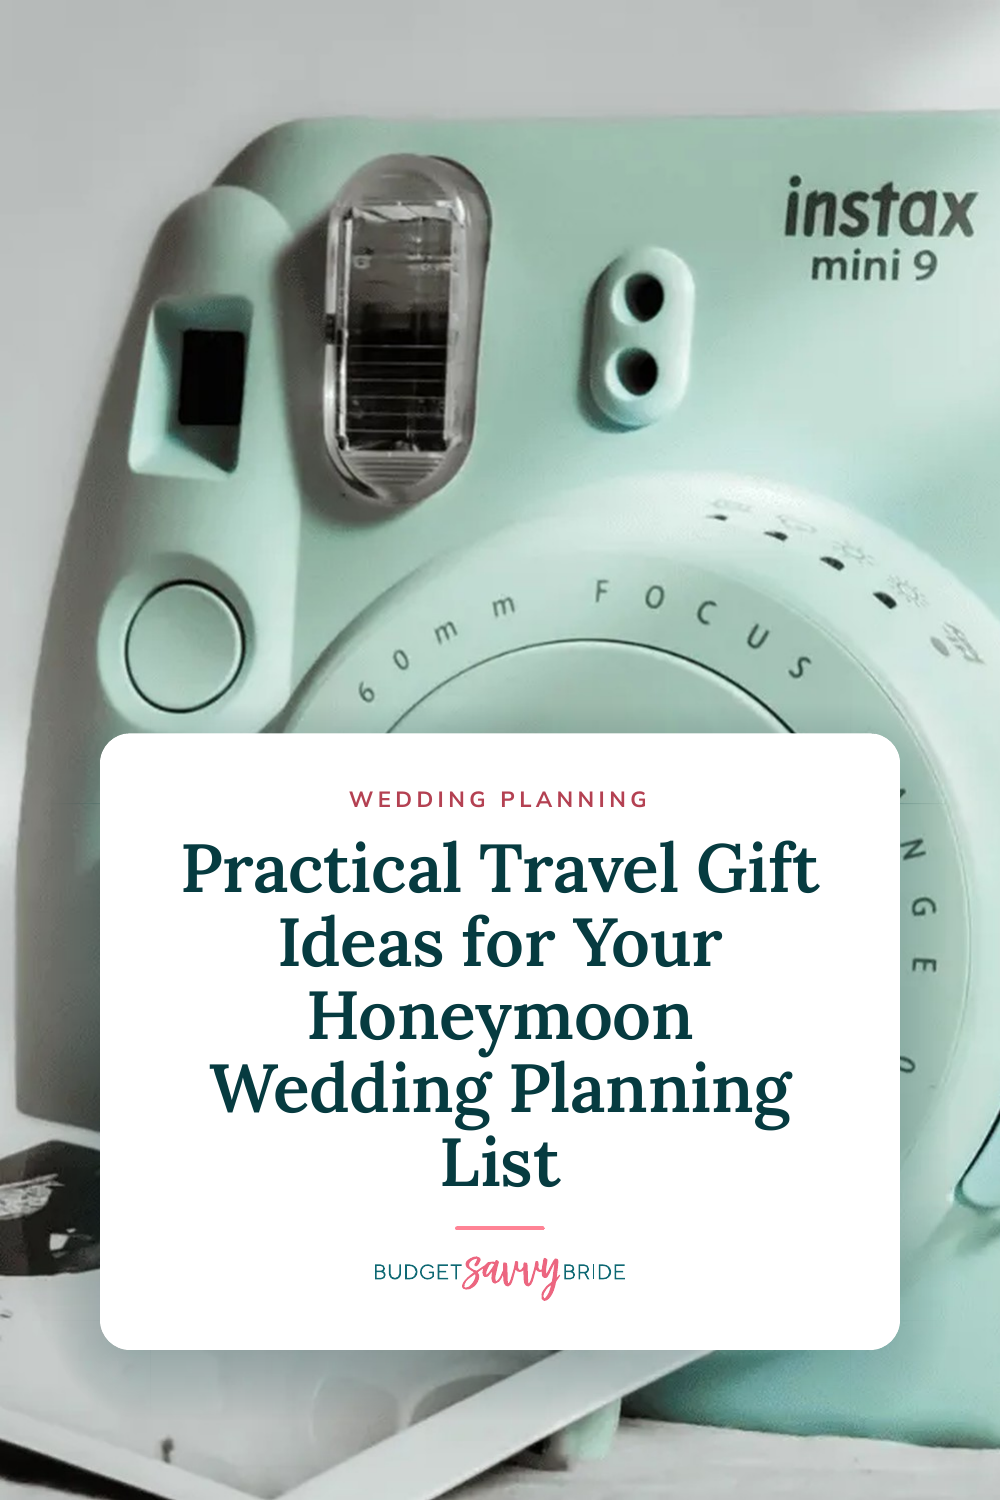 instax
mini 9
60mm FOCUS
NGE
WEDDING PLANNING
Practical Travel Gift
Ideas for Your
Honeymoon
Wedding Planning
List
BUDGET savvy BRIDE